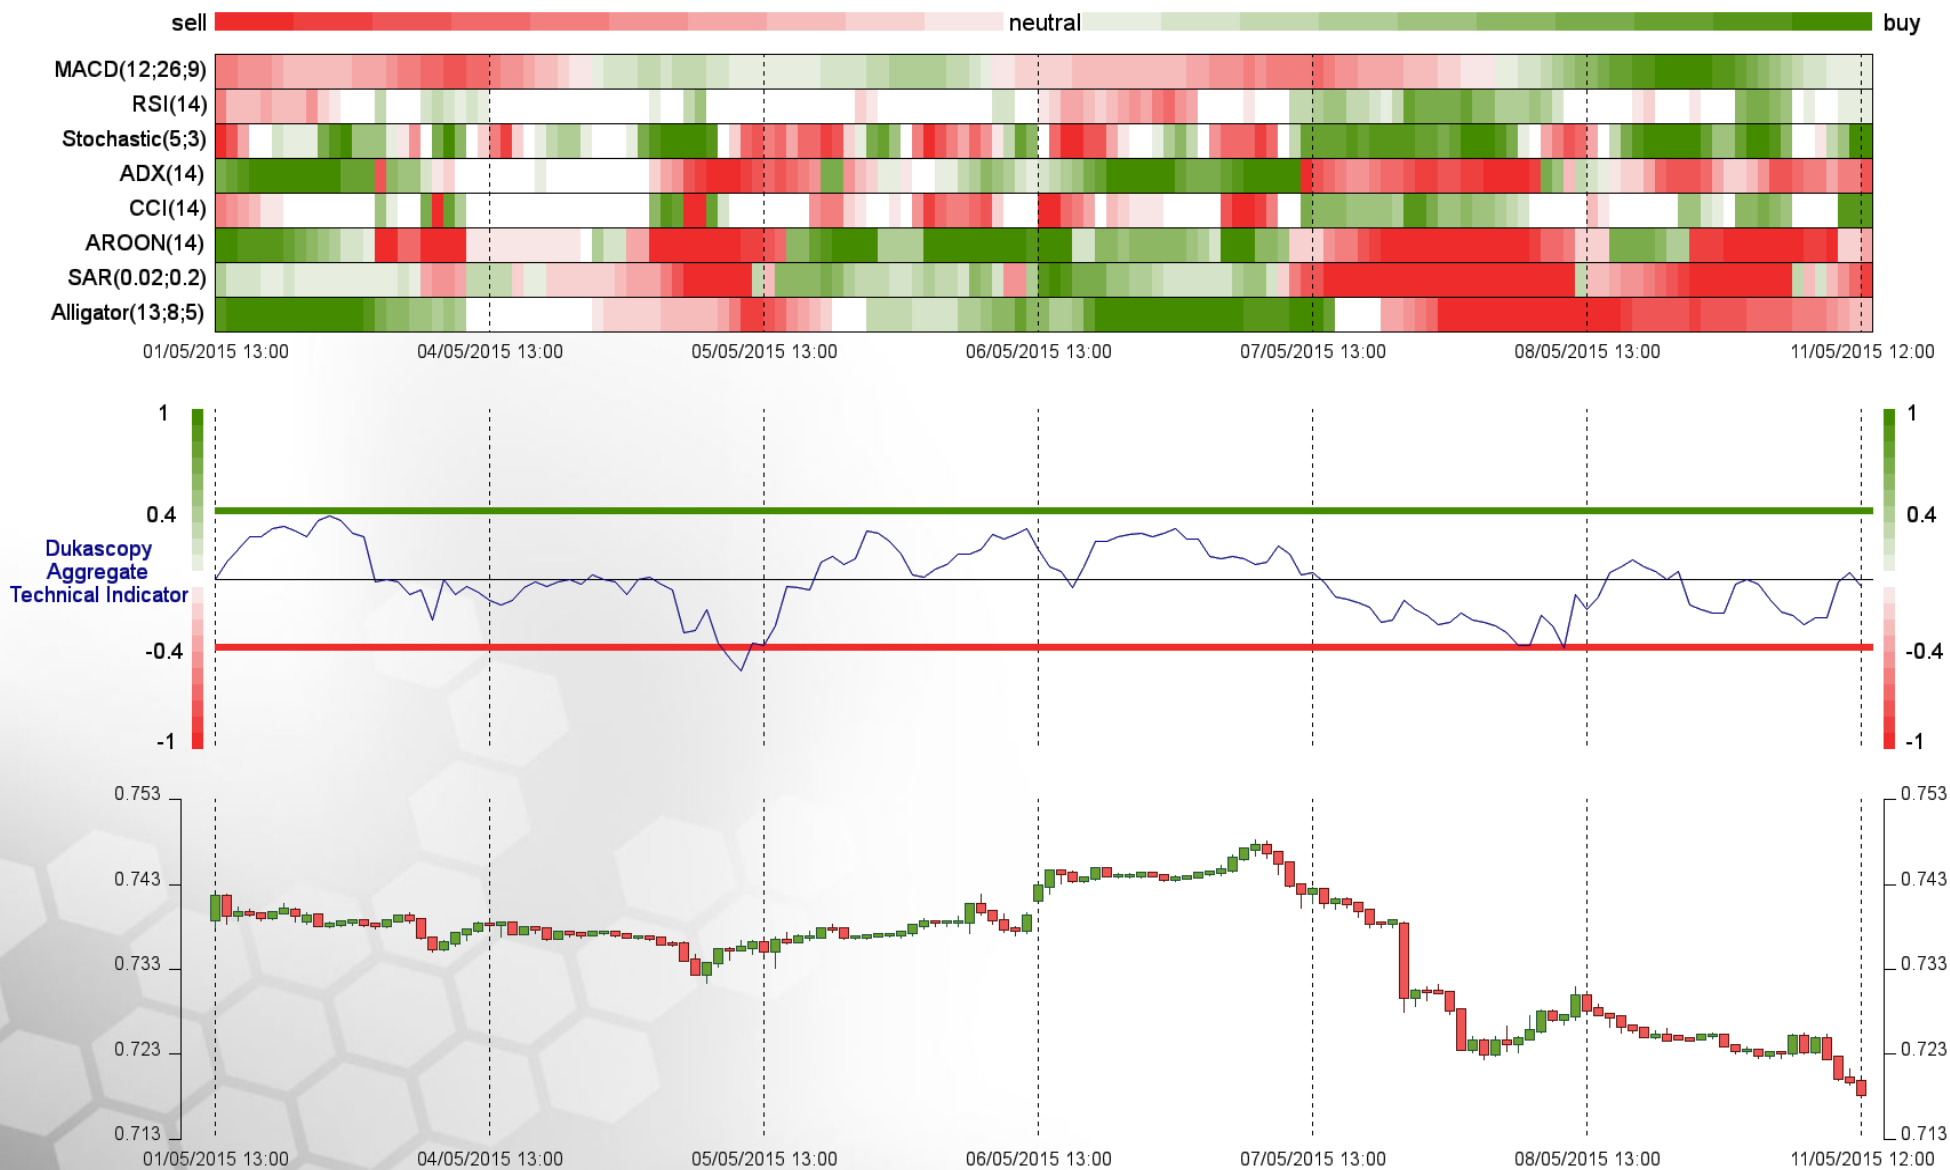 sell neutral buy
MACD(12;26;9)
RSI(14)
Stochastic(5;3)
ADX(14)
CCI(14)
AROON(14)
SAR(0.02;0.2)
Alligator(13;8;5)
01/05/2015 13:00 04/05/2015 13:00 05/05/2015 13:00 06/05/2015 13:00 07/05/2015 13:00 08/05/2015 13:00 11/05/2015 12:00
1 1
0.4 0.4
Dukascopy
Aggregate
Technical Indicator
-0.4 -0.4
-1 -1
0.753 0.753
0.743 0.743
0.733 0.733
0.723 0.723
0.713 0.713
01/05/2015 13:00 04/05/2015 13:00 05/05/2015 13:00 06/05/2015 13:00 07/05/2015 13:00 08/05/2015 13:00 11/05/2015 12:00